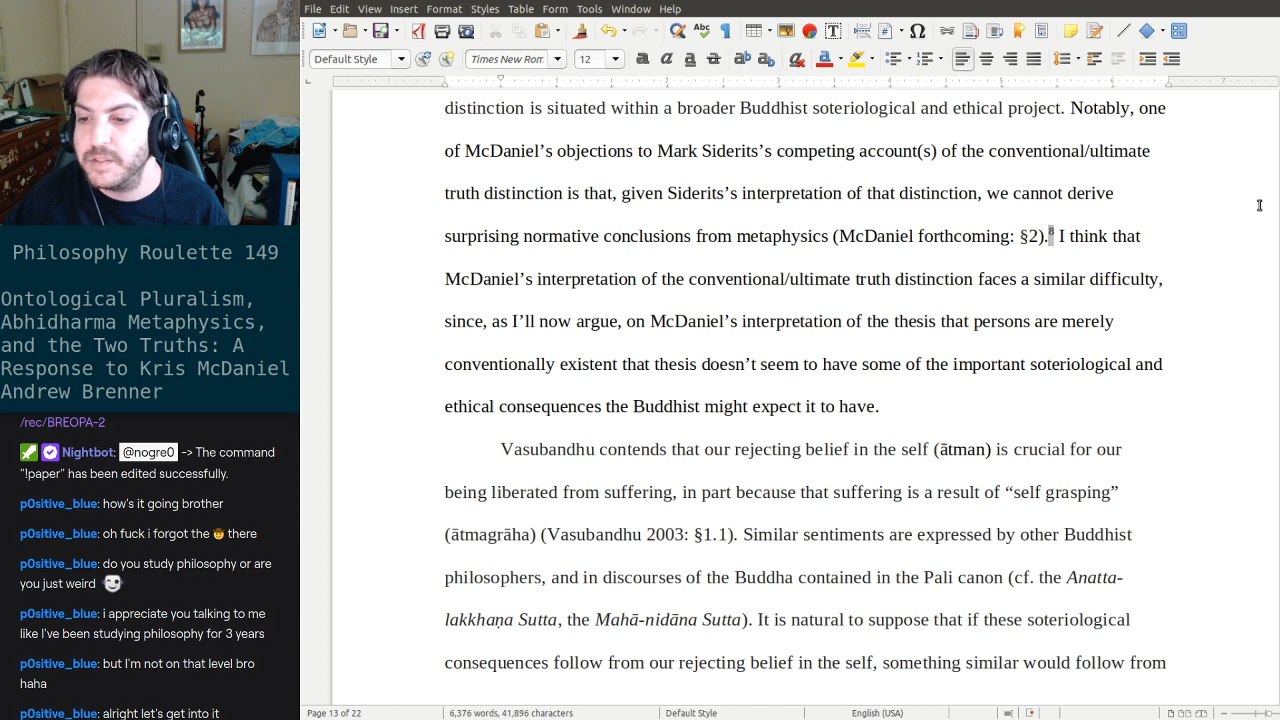 File Edit View Insert Format Styles Table Form Tools Window Help
Default Style
Times New Rom
12
distinction is situated within a broader Buddhist soteriological and ethical project. Notably, one
of McDaniel’s objections to Mark Siderits’s competing account(s) of the conventional/ultimate
truth distinction is that, given Siderits’s interpretation of that distinction, we cannot derive
surprising normative conclusions from metaphysics (McDaniel forthcoming: §2).8 I think that
McDaniel’s interpretation of the conventional/ultimate truth distinction faces a similar difficulty,
since, as I’ll now argue, on McDaniel’s interpretation of the thesis that persons are merely
conventionally existent that thesis doesn’t seem to have some of the important soteriological and
ethical consequences the Buddhist might expect it to have.
Vasubandhu contends that our rejecting belief in the self (ātman) is crucial for our
being liberated from suffering, in part because that suffering is a result of “self grasping”
(ātmagrāha) (Vasubandhu 2003: §1.1). Similar sentiments are expressed by other Buddhist
philosophers, and in discourses of the Buddha contained in the Pali canon (cf. the Anatta-
lakkhaṇa Sutta, the Mahā-nidāna Sutta). It is natural to suppose that if these soteriological
consequences follow from our rejecting belief in the self, something similar would follow from
Page 13 of 22
6,376 words, 41,896 characters
Default Style
English (USA)
Philosophy Roulette 149
Ontological Pluralism,
Abhidharma Metaphysics,
and the Two Truths: A
Response to Kris McDaniel
Andrew Brenner
/rec/BREOPA-2
Nightbot: @nogre0 -> The command
"!paper" has been edited successfully.
p0sitive_blue: how's it going brother
p0sitive_blue: oh fuck i forgot the 🤠 there
p0sitive_blue: do you study philosophy or are
you just weird
p0sitive_blue: i appreciate you talking to me
like I've been studying philosophy for 3 years
p0sitive_blue: but I'm not on that level bro
haha
p0sitive_blue: alright let's get into it